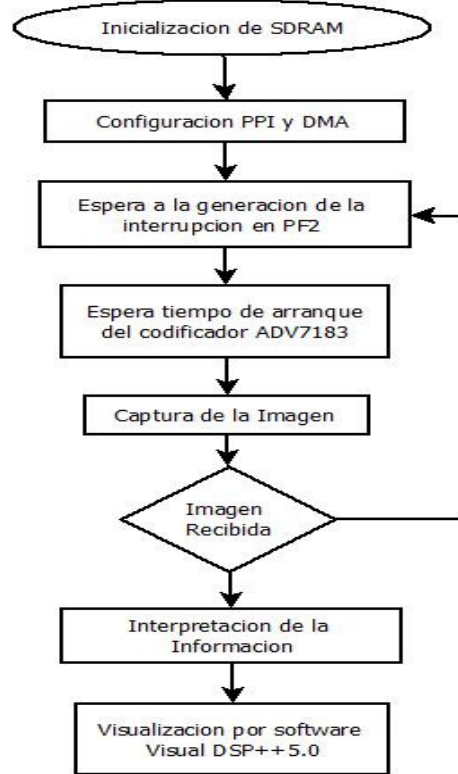 Inicializacion de SDRAM
Configuracion PPI y DMA
Espera a la generacion de la
interrupcion en PF2
Espera tiempo de arranque
del codificador ADV7183
Captura de la Imagen
Imagen
Recibida
Interpretacion de la
Informacion
Visualizacion por software
Visual DSP++5.0